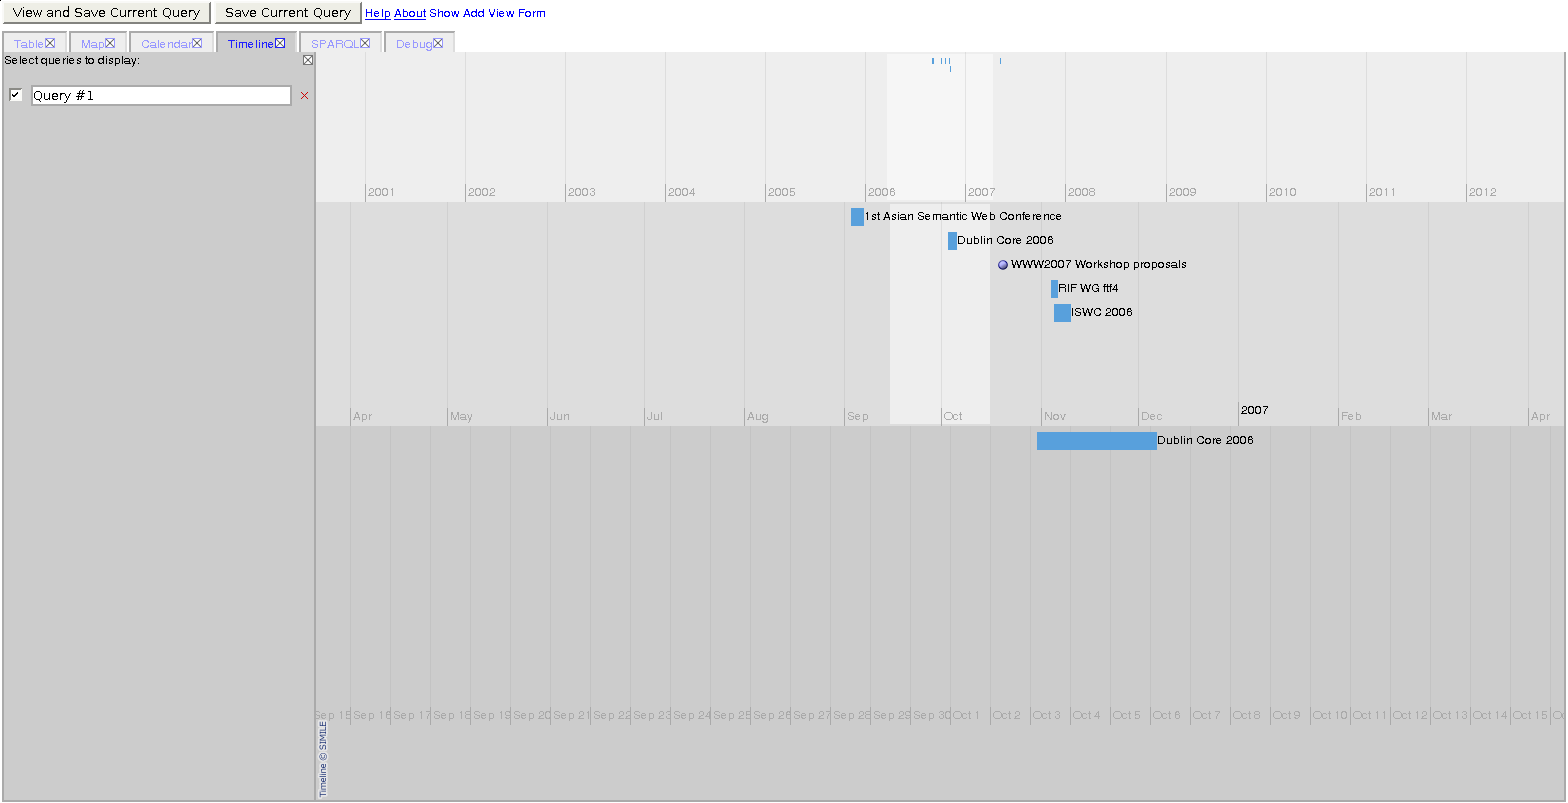 View and Save Current Query Save Current Query Help About Show Add View Form
Table Map Calendar Timeline SPARQL Debug
Select queries to display:
Query #1
2001 2002 2003 2004 2005 2006 2007 2008 2009 2010 2011 2012
1st Asian Semantic Web Conference
Dublin Core 2006
WWW2007 Workshop proposals
RIF WG ftf4
ISWC 2006
Apr May Jun Jul Aug Sep Oct Nov Dec 2007 Feb Mar Apr
Dublin Core 2006
Sep 15 Sep 16 Sep 17 Sep 18 Sep 19 Sep 20 Sep 21 Sep 22 Sep 23 Sep 24 Sep 25 Sep 26 Sep 27 Sep 28 Sep 29 Sep 30 Oct 1 Oct 2 Oct 3 Oct 4 Oct 5 Oct 6 Oct 7 Oct 8 Oct 9 Oct 10 Oct 11 Oct 12 Oct 13 Oct 14 Oct 15
Timeline © SIMILE